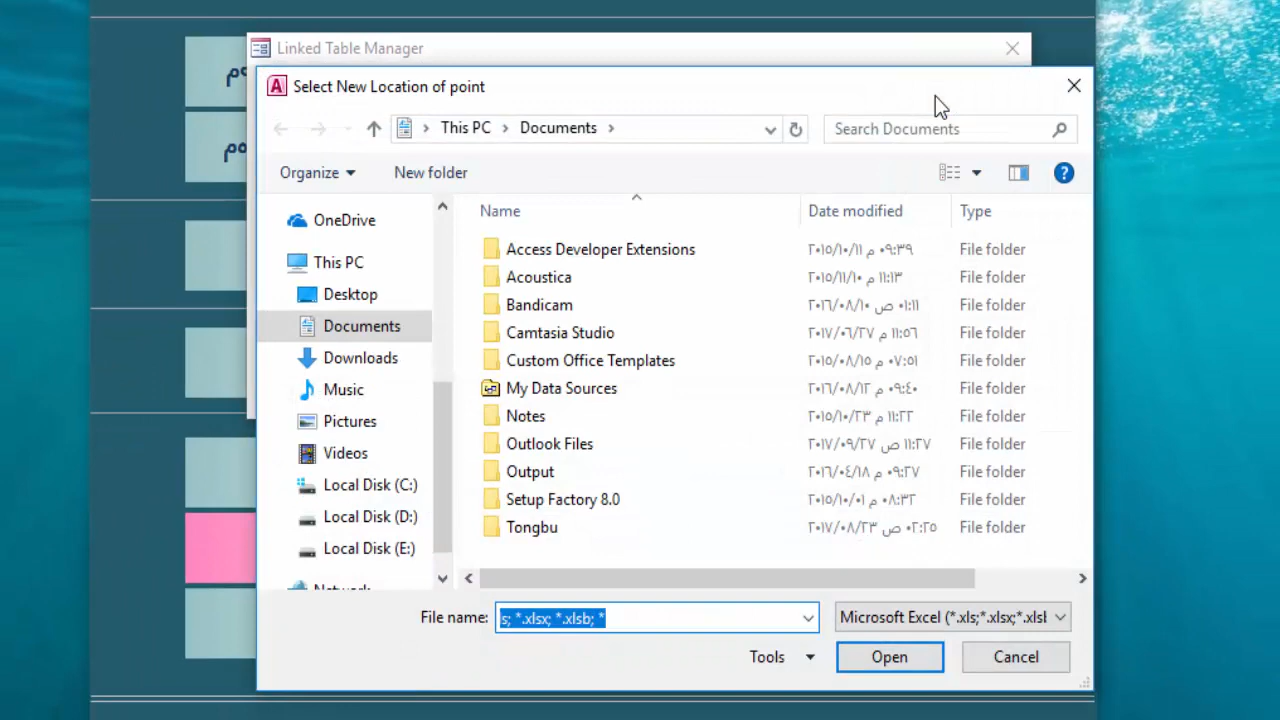 Linked Table Manager
Select New Location of point
This PC
Documents
Search Documents
Organize
New folder
Name
Date modified
Type
OneDrive
This PC
Desktop
Documents
Downloads
Music
Pictures
Videos
Local Disk (C:)
Local Disk (D:)
Local Disk (E:)
Access Developer Extensions ٢٠١٥/١٠/١١ م ٠٩:٣٩ File folder
Acoustica ٢٠١٥/١١/١٠ م ١١:١٣ File folder
Bandicam ٢٠١٦/٠٨/١٠ ص ٠١:١١ File folder
Camtasia Studio ٢٠١٧/٠٦/٢٧ م ١١:٥٦ File folder
Custom Office Templates ٢٠١٥/٠٨/١٥ م ٠٧:٥١ File folder
My Data Sources ٢٠١٦/٠٨/١٢ م ٠٩:٤٠ File folder
Notes ٢٠١٥/١٠/٢٣ م ١١:٢٢ File folder
Outlook Files ٢٠١٧/٠٩/٢٧ ص ١١:٢٧ File folder
Output ٢٠١٦/٠٤/١٨ م ٠٩:٢٧ File folder
Setup Factory 8.0 ٢٠١٥/١٠/٠١ م ٠٨:٣٢ File folder
Tongbu ٢٠١٧/٠٨/٢٣ ص ٠٢:٢٥ File folder
File name: s; *.xlsx; *.xlsb; *
Microsoft Excel (*.xls;*.xlsx;*.xlsl
Tools
Open
Cancel